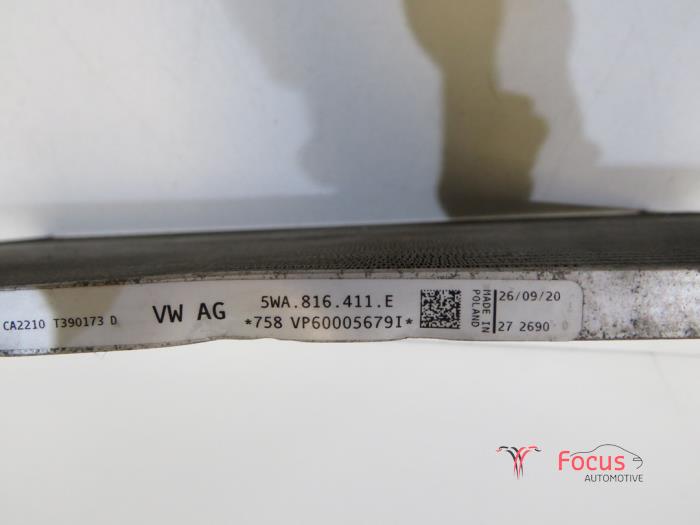 CA2210 T390173 D
VW AG
5WA.816.411.E
*758 VP60005679I*
MADE IN
POLAND
26/09/20
27 2690
Focus
AUTOMOTIVE